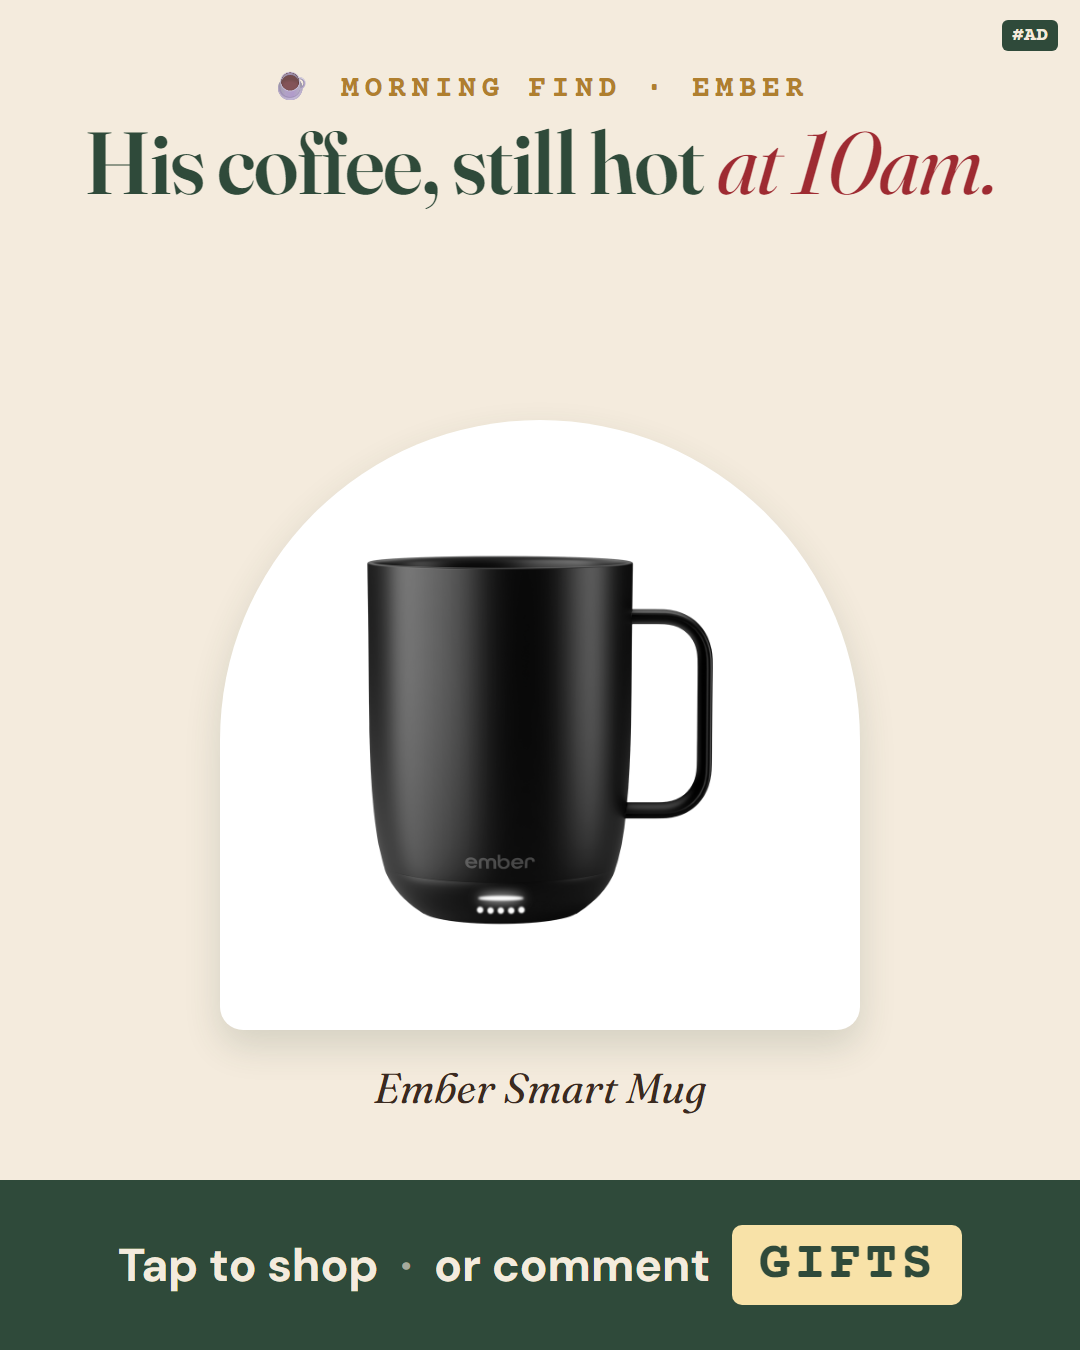 #AD
MORNING FIND · EMBER
His coffee, still hot at 10am.
ember
Ember Smart Mug
Tap to shop · or comment GIFTS